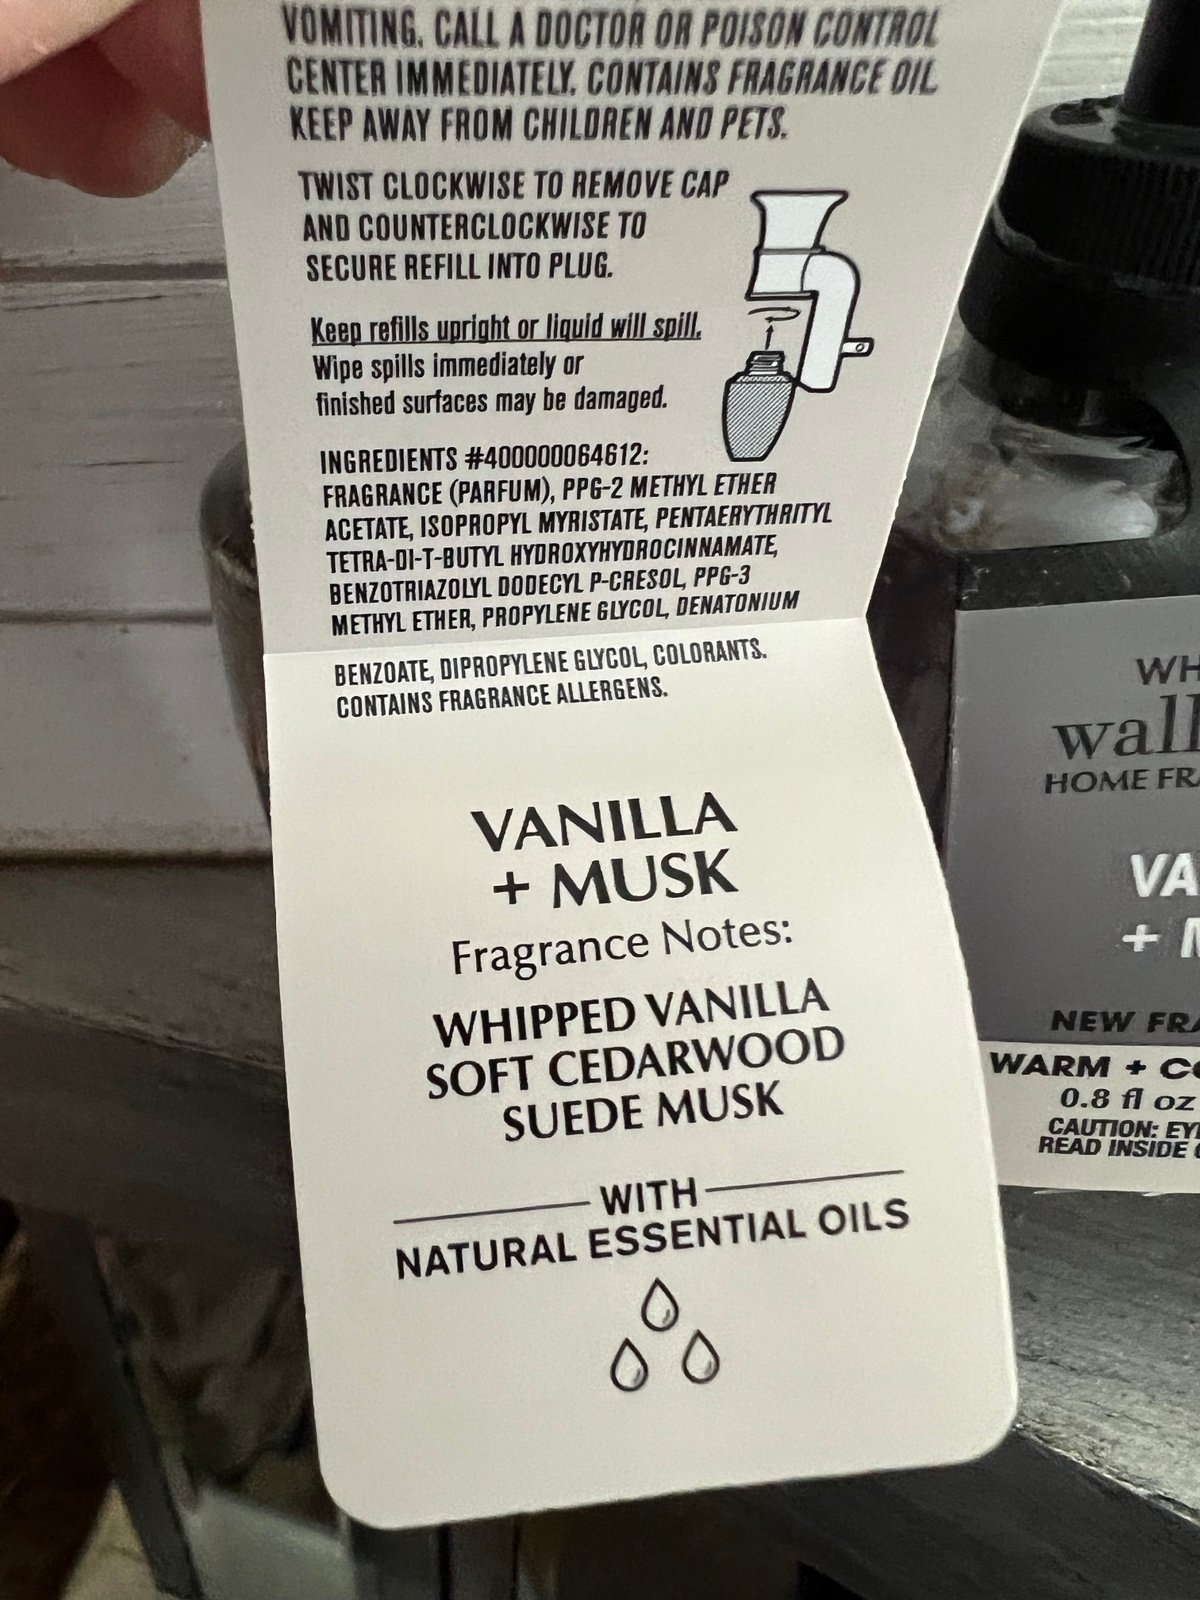 VOMITING. CALL A DOCTOR OR POISON CONTROL
CENTER IMMEDIATELY. CONTAINS FRAGRANCE OIL.
KEEP AWAY FROM CHILDREN AND PETS.
TWIST CLOCKWISE TO REMOVE CAP
AND COUNTERCLOCKWISE TO
SECURE REFILL INTO PLUG.
Keep refills upright or liquid will spill.
Wipe spills immediately or
finished surfaces may be damaged.
INGREDIENTS #400000064612:
FRAGRANCE (PARFUM), PPG-2 METHYL ETHER
ACETATE, ISOPROPYL MYRISTATE, PENTAERYTHRITYL
TETRA-DI-T-BUTYL HYDROXYHYDROCINNAMATE,
BENZOTRIAZOLYL DODECYL P-CRESOL, PPG-3
METHYL ETHER, PROPYLENE GLYCOL, DENATONIUM
BENZOATE, DIPROPYLENE GLYCOL, COLORANTS.
CONTAINS FRAGRANCE ALLERGENS.
VANILLA
+ MUSK
Fragrance Notes:
WHIPPED VANILLA
SOFT CEDARWOOD
SUEDE MUSK
WITH
NATURAL ESSENTIAL OILS
WH
wall
HOME FRA
VA
+ M
NEW FRA
WARM + CO
0.8 fl oz
CAUTION: EYE
READ INSIDE